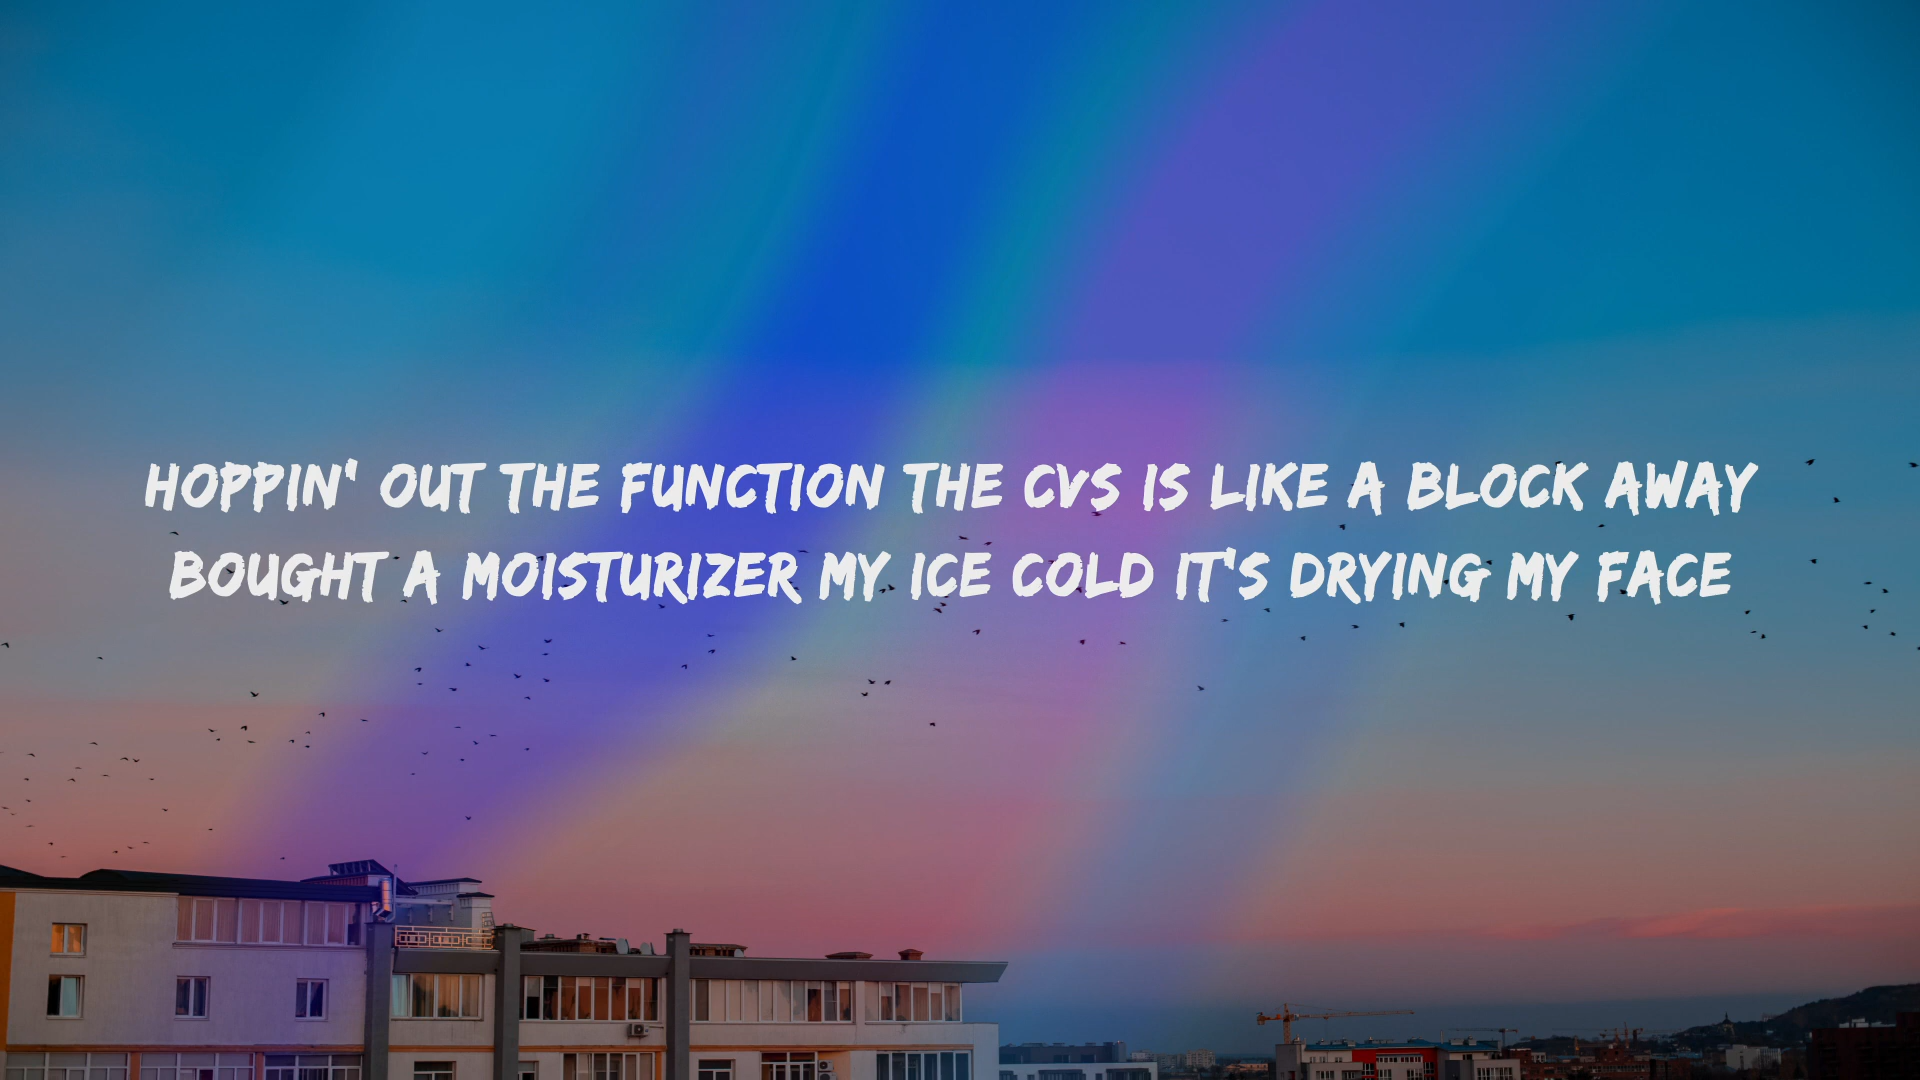 HOPPIN' OUT THE FUNCTION THE CVS IS LIKE A BLOCK AWAY
BOUGHT A MOISTURIZER MY ICE COLD IT'S DRYING MY FACE